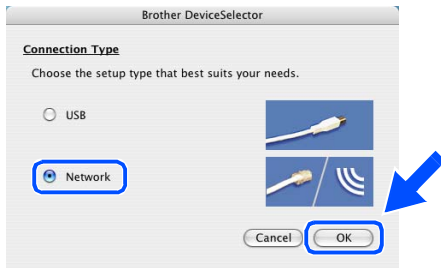 Brother DeviceSelector
Connection Type
Choose the setup type that best suits your needs.
USB
Network
Cancel OK